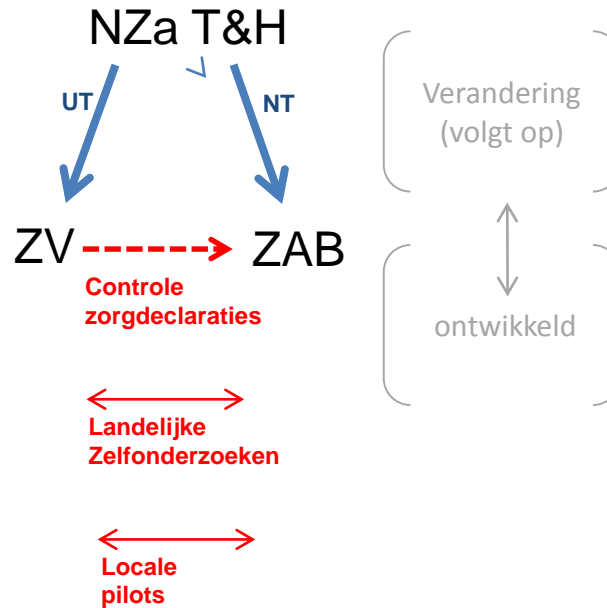 NZa T&H
UT
NT
Verandering
(volgt op)
ZV
ZAB
Controle
zorgdeclaraties
ontwikkeld
Landelijke
Zelfonderzoeken
Locale
pilots